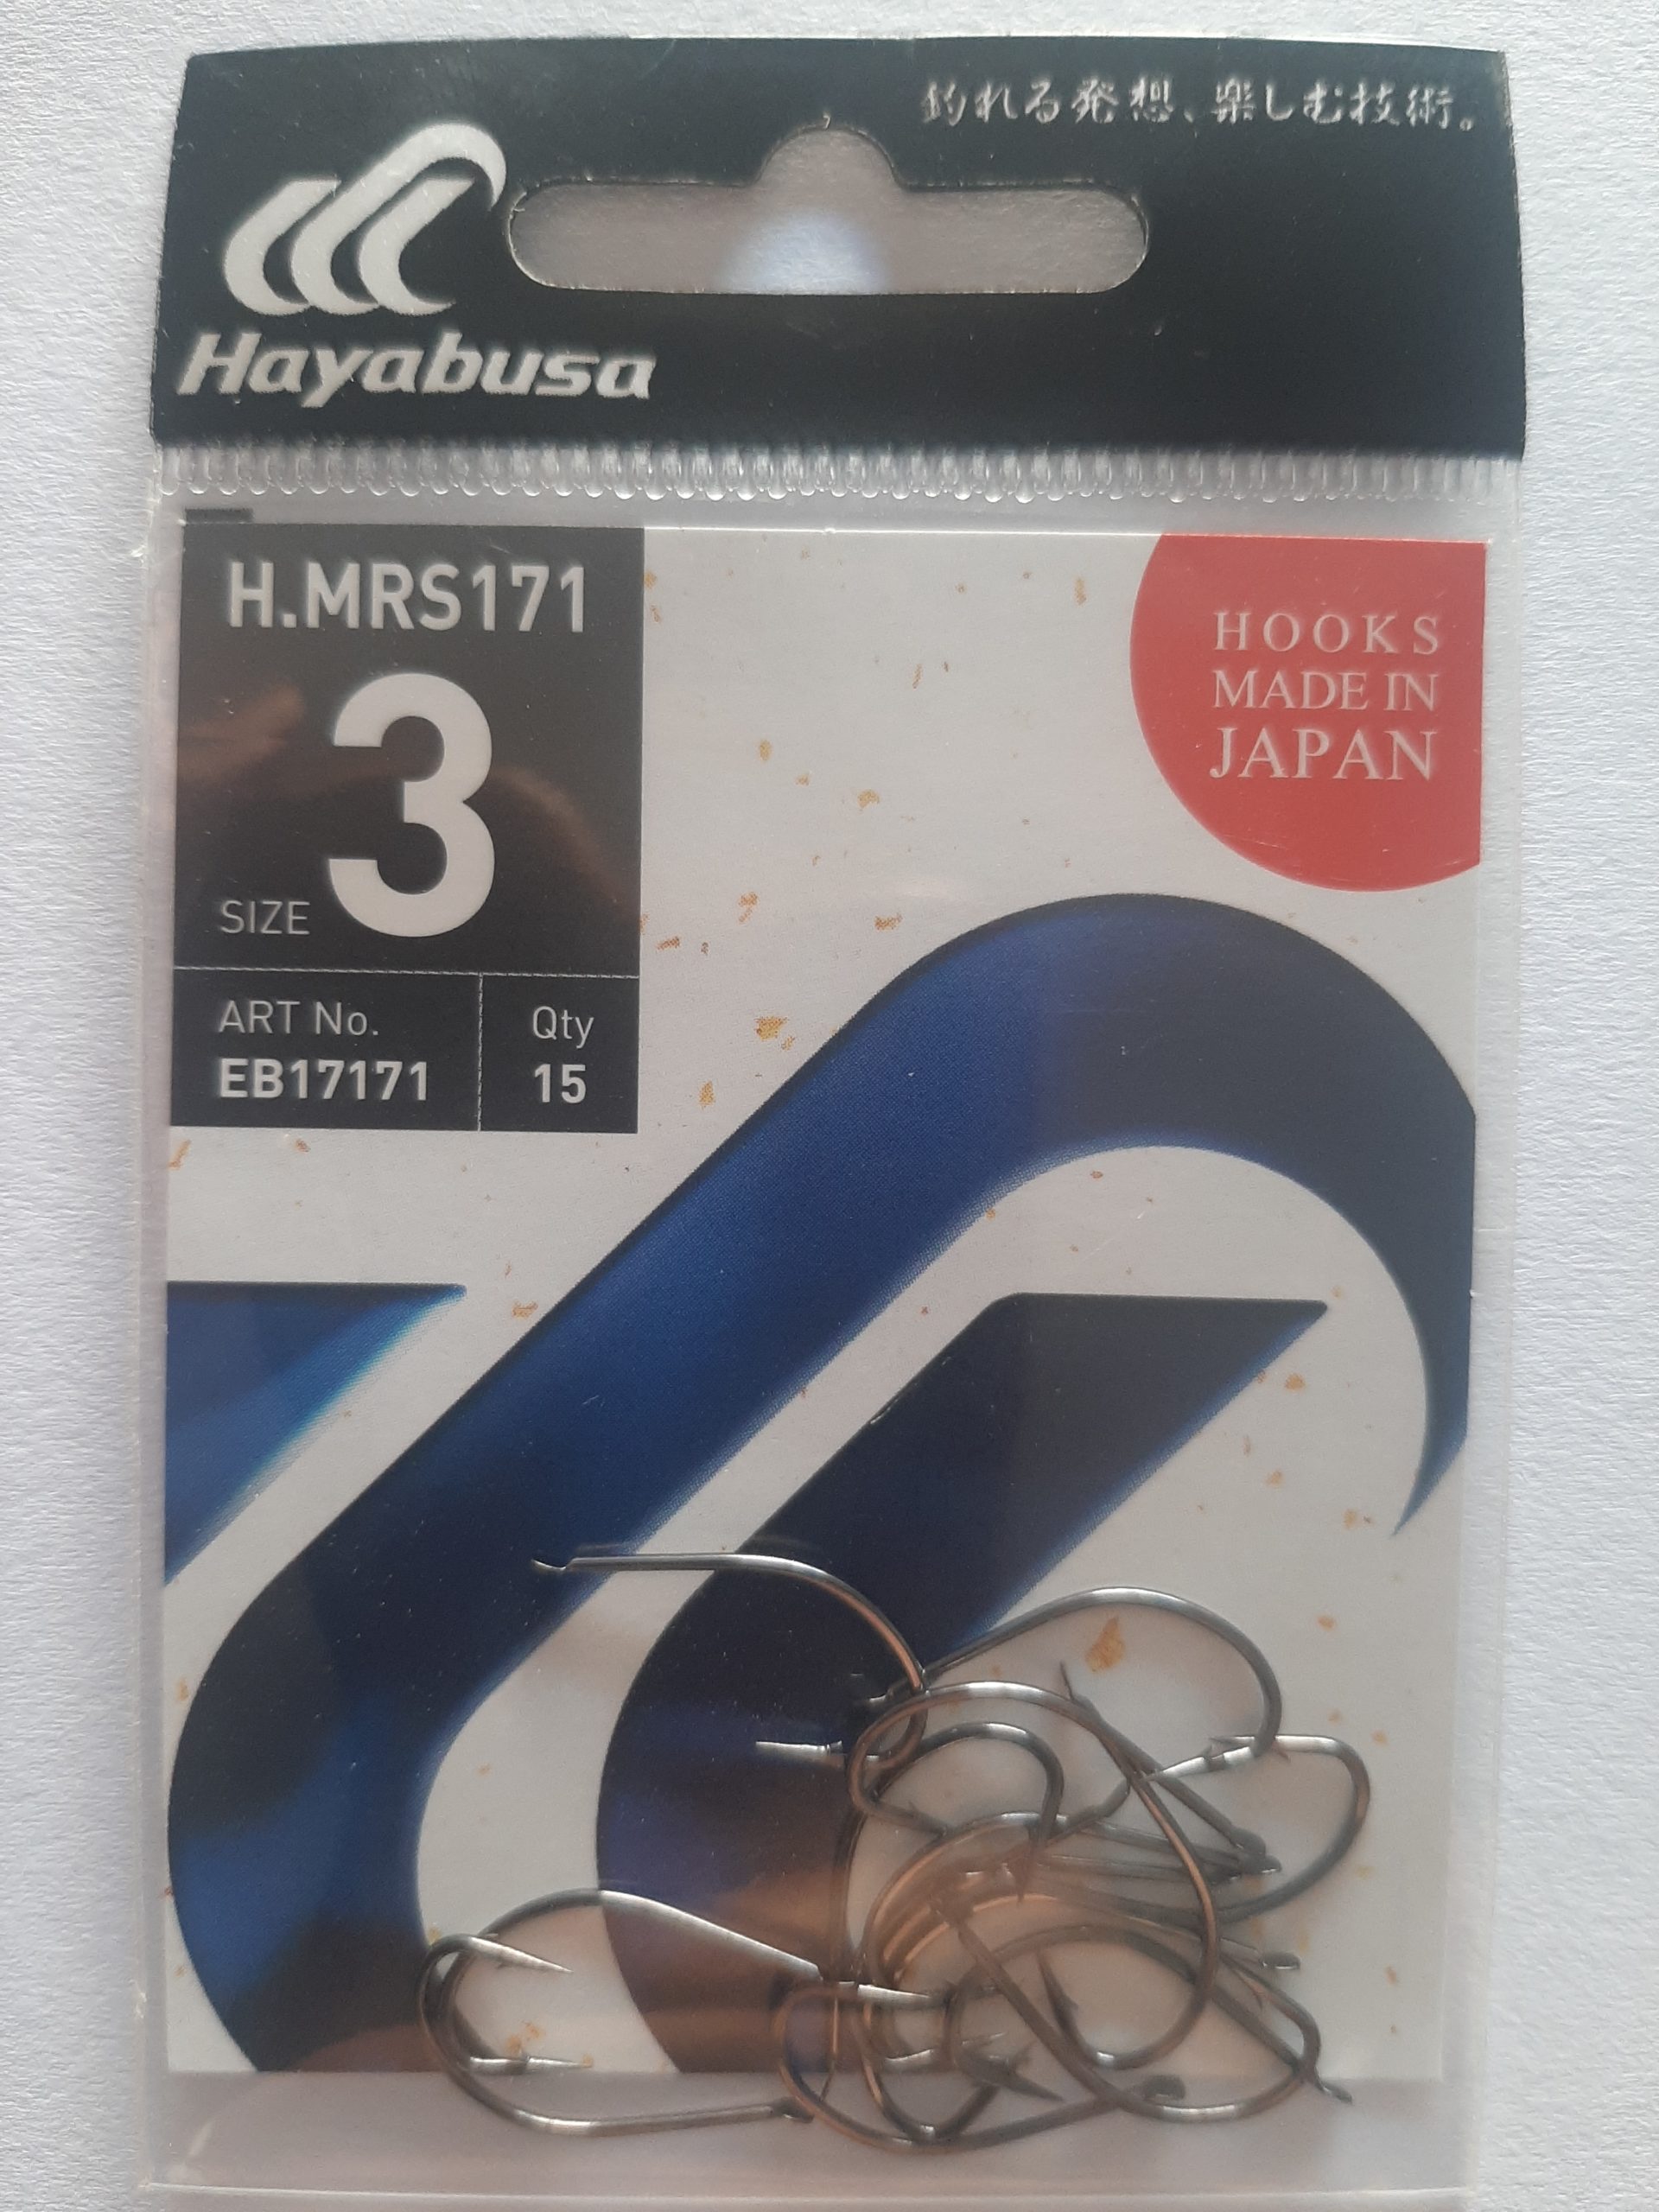 釣れる発想、楽しむ技術。
Hayabusa
H.MRS171
SIZE 3
ART No.
EB17171
Qty
15
HOOKS
MADE IN
JAPAN